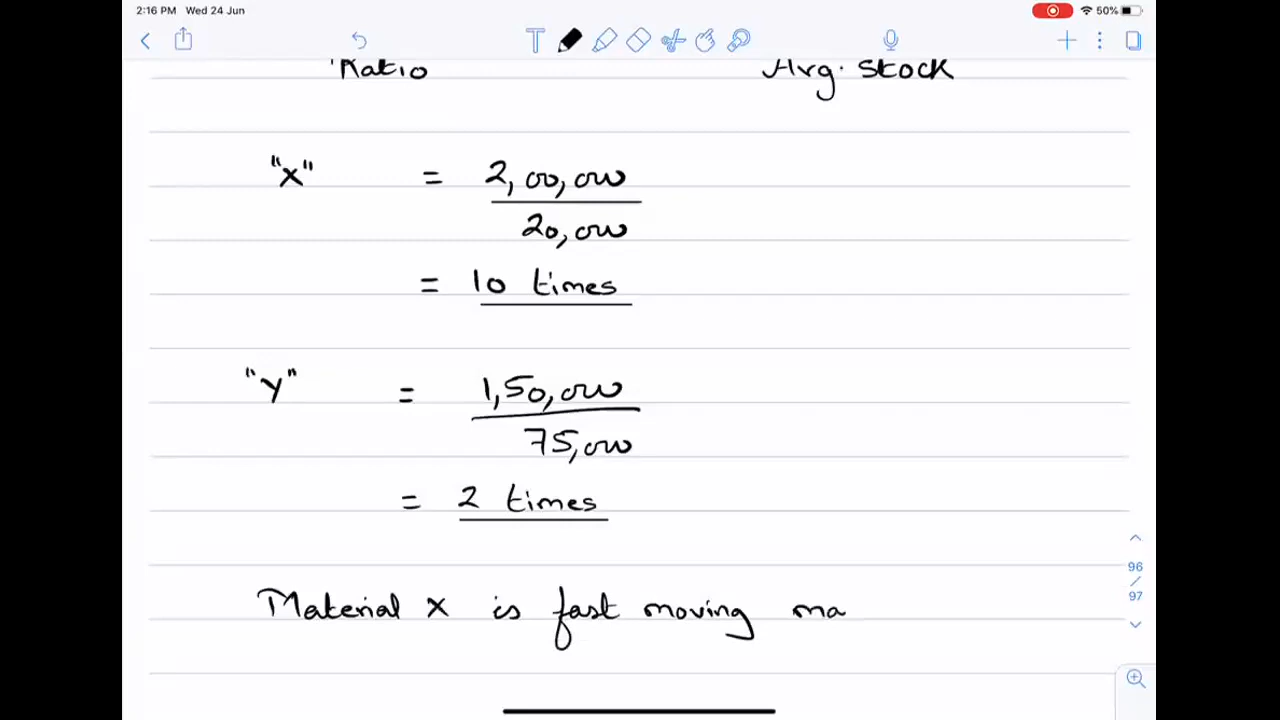 2:16 PM Wed 24 Jun
50%
Ratio Avg. Stock
"X" = 2,00,000
20,000
= 10 times
"Y" = 1,50,000
75,000
= 2 times
96
/
97
Material X is fast moving ma